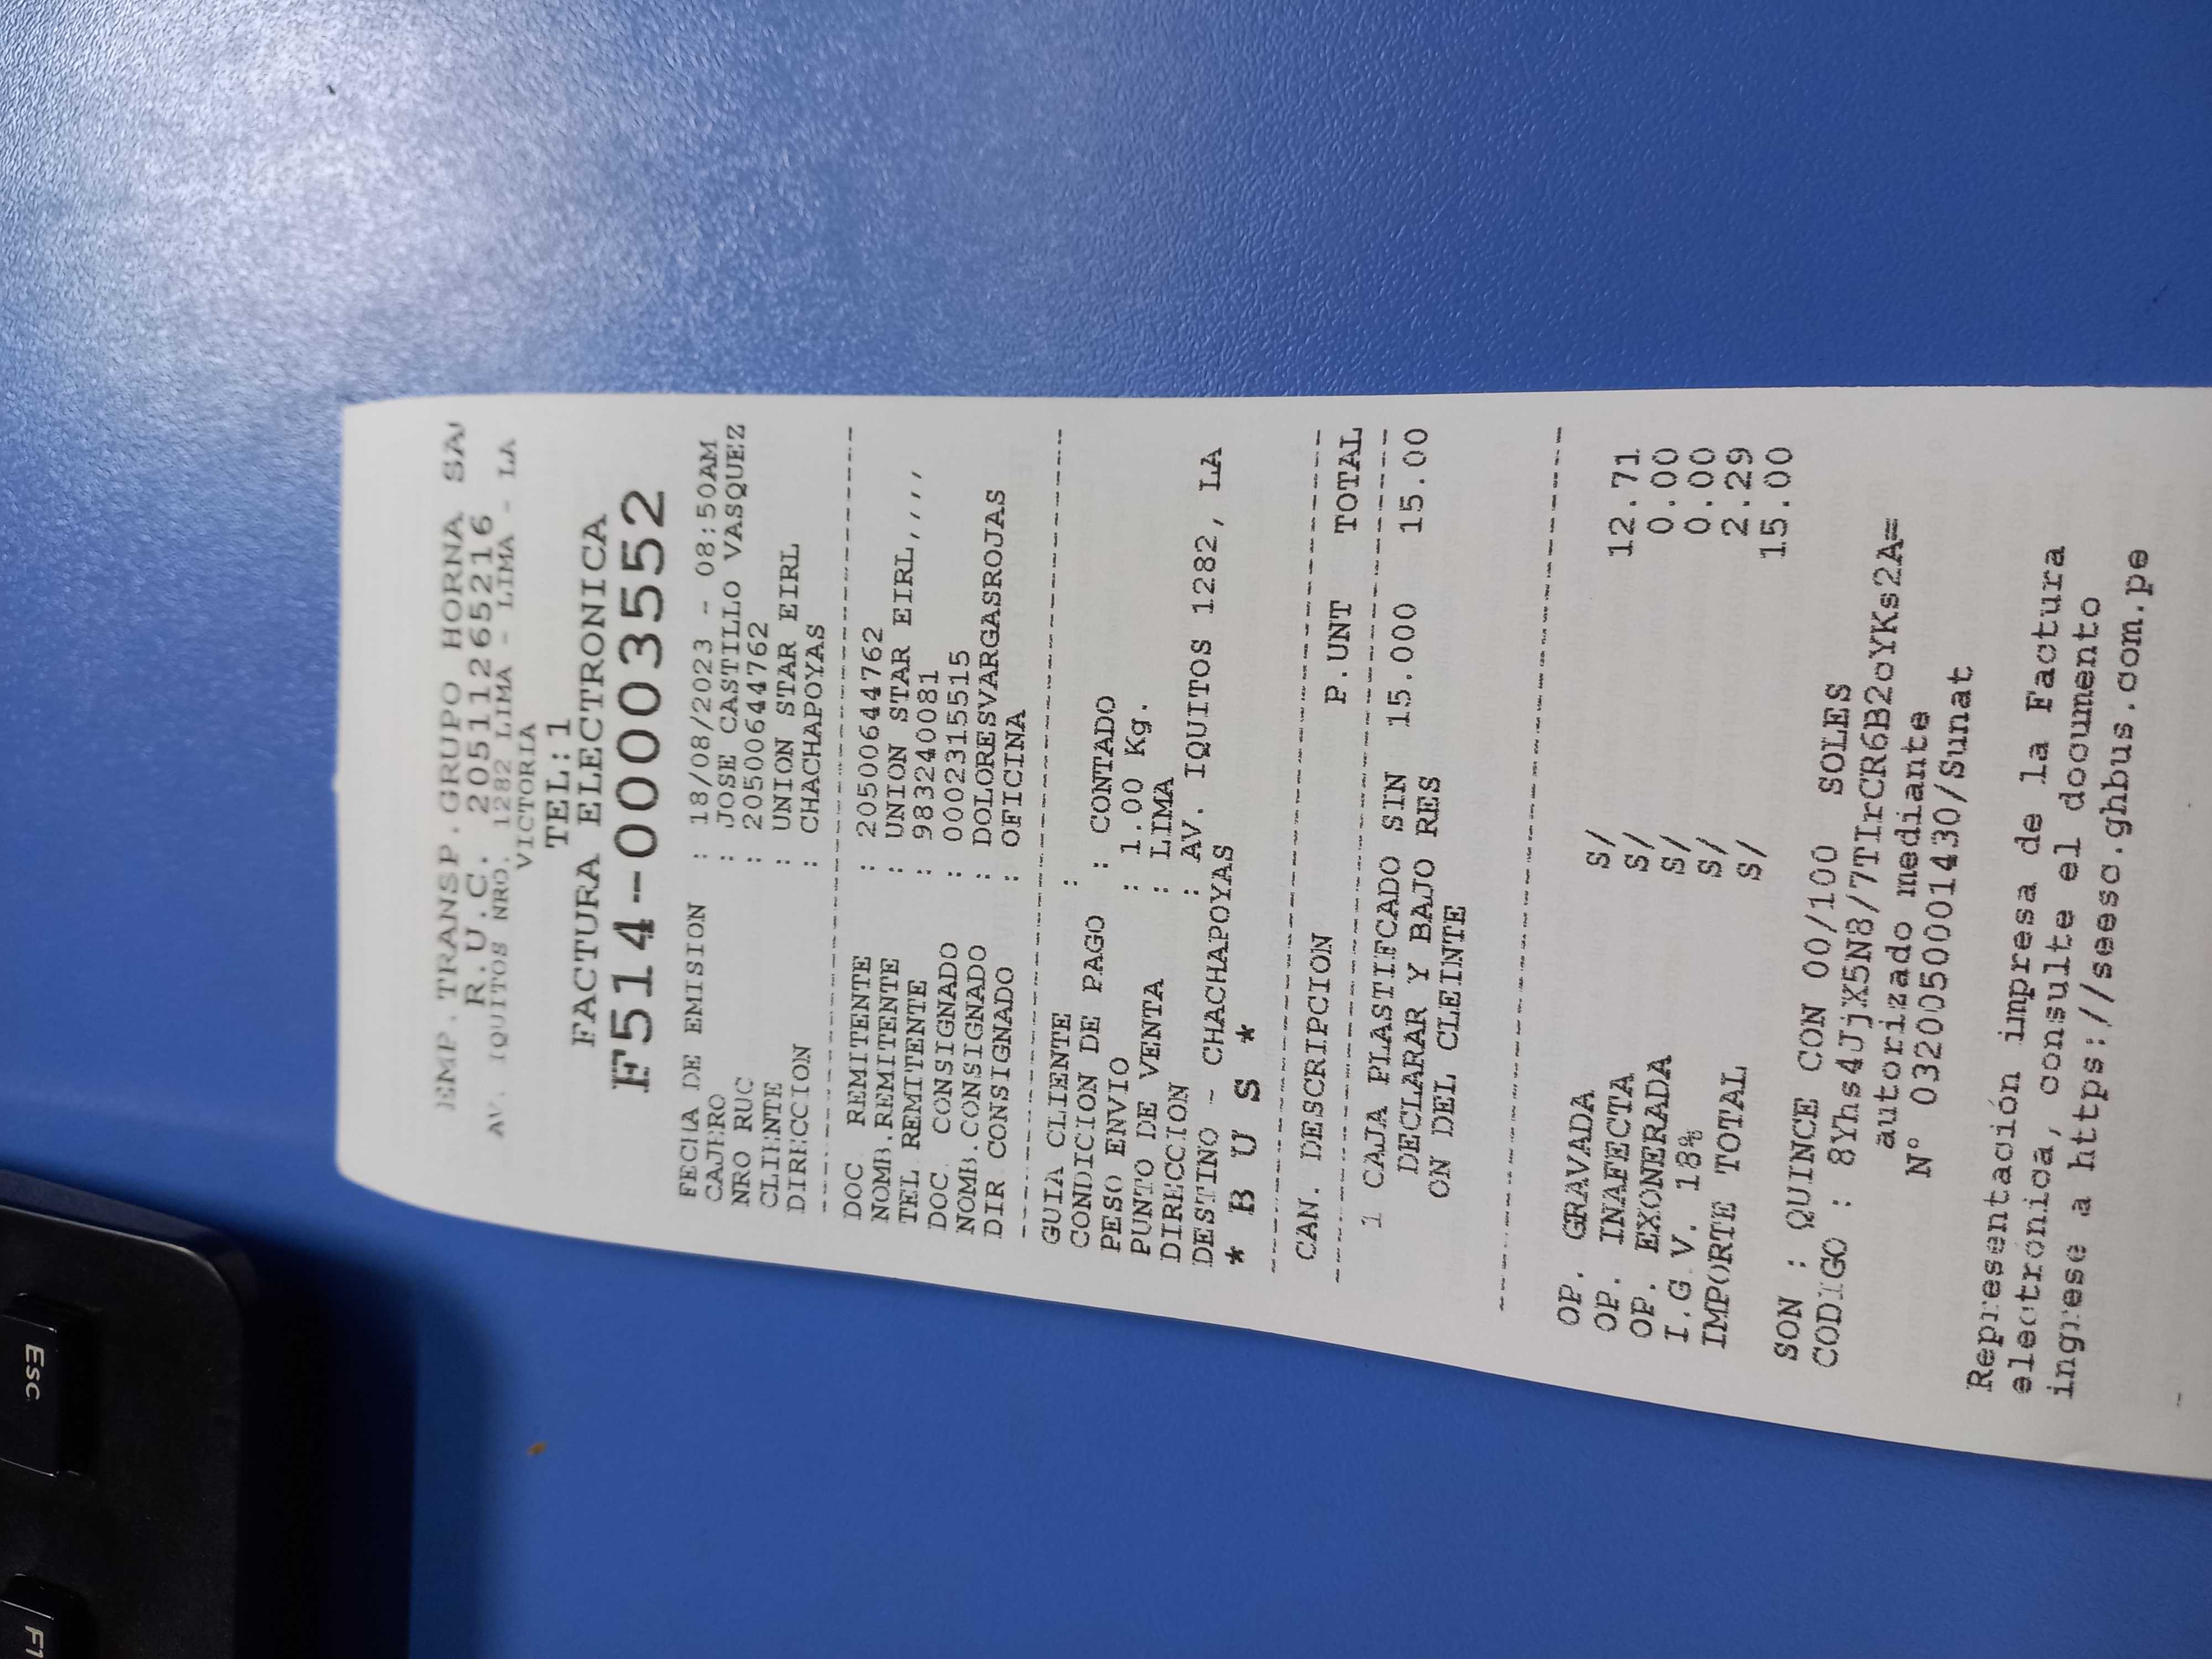 EMP.TRANSP.GRUPO HORNA
R.U.C. 20511265216
AV. IQUITOS NRO. 1282 LIMA - LIMA - LA
VICTORIA
TEL:1
FACTURA ELECTRONICA
F514-0003552
FECHA DE EMISION : 18/08/2023 - 08:50AM
CAJERO : JOSE CASTILLO VASQUEZ
NRO RUC : 20500644762
CLIENTE : UNION STAR EIRL
DIRECCION : CHACHAPOYAS
DOC REMITENTE : 20500644762
NOMB.REMITENTE : UNION STAR EIRL,,,,
TEL REMITENTE : 983240081
DOC CONSIGNADO : 0002315515
NOMB.CONSIGNADO : DOLORESVARGASROJAS
DIR CONSIGNADO : OFICINA
GUIA CLIENTE :
CONDICION DE PAGO : CONTADO
PESO ENVIO : 1.00 Kg.
PUNTO DE VENTA : LIMA
DIRECCION : AV. IQUITOS 1282, LA
DESTINO - CHACHAPOYAS
* B U S *
CAN. DESCRIPCION P.UNT TOTAL
1 CAJA PLASTIFCADO SIN 15.000 15.00
DECLARAR Y BAJO RES
ON DEL CLEINTE
OP. GRAVADA S/ 12.71
OP. INAFECTA S/ 0.00
OP. EXONERADA S/ 0.00
I.G V. 18% S/ 2.29
IMPORTE TOTAL S/ 15.00
SON : QUINCE CON 00/100 SOLES
CODIGO : 8Yhs4JjX5N8/7TIrCR6B2oYKs2A=
autorizado mediante
N° 0320050001430/Sunat
Representación impresa de la Factura
electrónica, consulte el documento
ingrese a https://seeso.ghbus.com.pe
Esc
F1